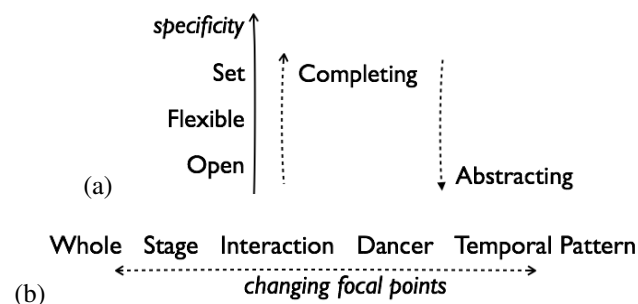 specificity
Set
Completing
Flexible
Open
(a)
Abstracting
Whole Stage Interaction Dancer Temporal Pattern
(b)
changing focal points